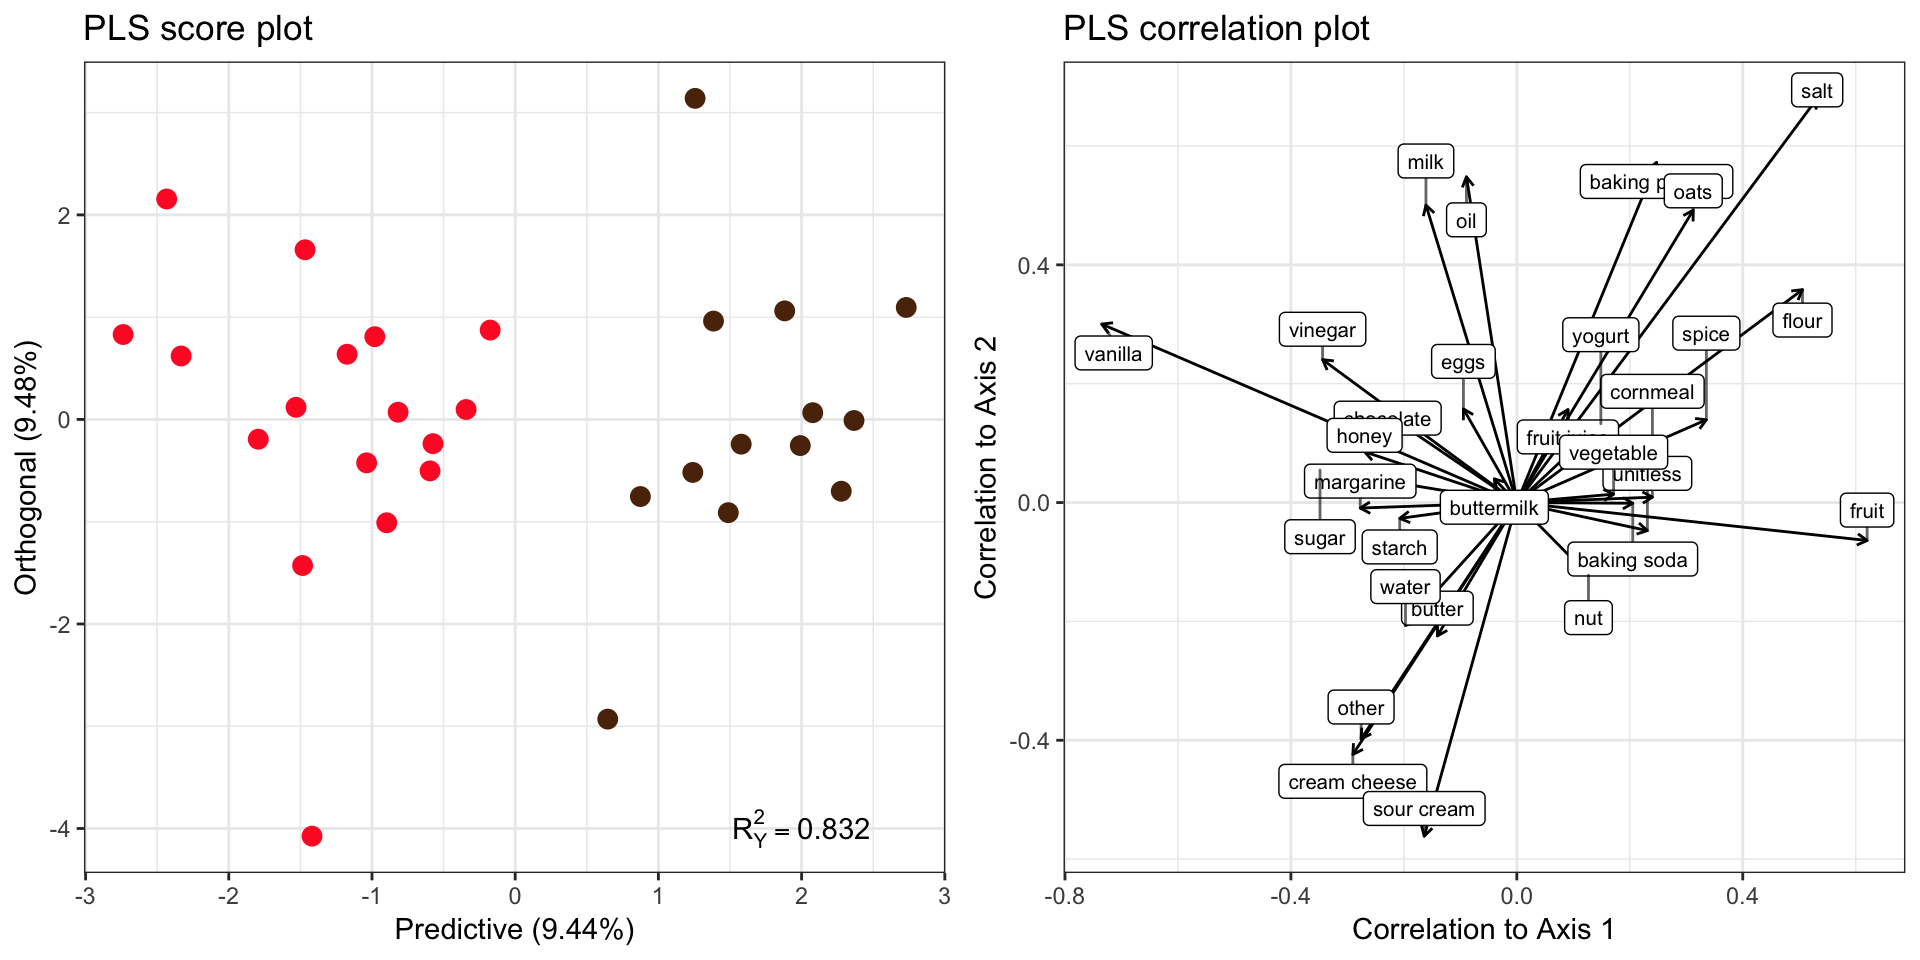 PLS score plot
Orthogonal (9.48%)
2
0
-2
-4
R²Y = 0.832
-3 -2 -1 0 1 2 3
Predictive (9.44%)
PLS correlation plot
Correlation to Axis 2
0.4
0.0
-0.4
salt
milk
baking p
oats
oil
flour
vinegar
yogurt
spice
vanilla
eggs
cornmeal
honey
fruit
vegetable
unitless
margarine
buttermilk
fruit
sugar
starch
baking soda
water
butter
nut
other
cream cheese
sour cream
-0.8 -0.4 0.0 0.4
Correlation to Axis 1